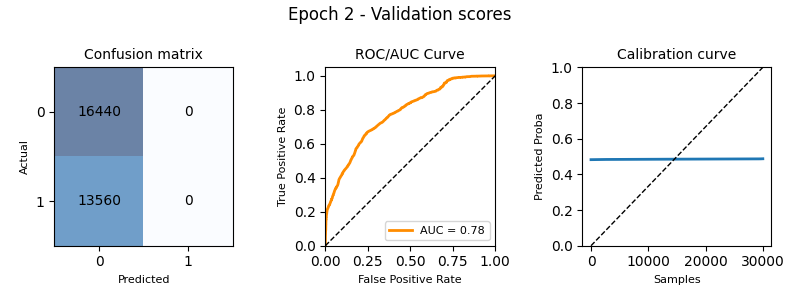 Epoch 2 - Validation scores
Confusion matrix
0
1
Actual
16440
0
13560
0
0
1
Predicted
ROC/AUC Curve
1.0
0.8
0.6
0.4
0.2
0.0
True Positive Rate
AUC = 0.78
0.00
0.25
0.50
0.75
1.00
False Positive Rate
Calibration curve
1.0
0.8
0.6
0.4
0.2
0.0
Predicted Proba
0
10000
20000
30000
Samples